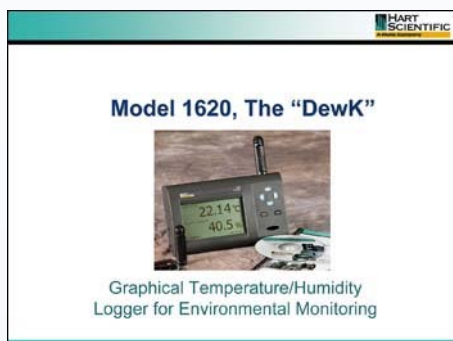 HART
SCIENTIFIC
Model 1620, The “DewK”
22.14 °C
40.5 %
Graphical Temperature/Humidity
Logger for Environmental Monitoring